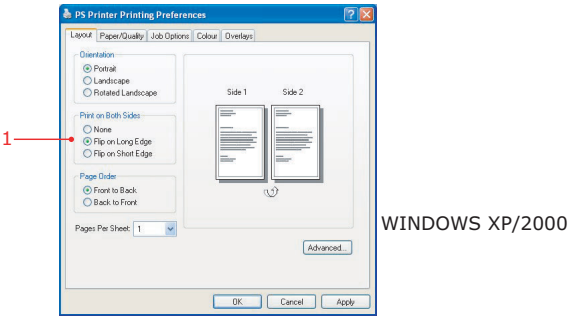 PS Printer Printing Preferences
Layout Paper/Quality Job Options Colour Overlays
Orientation
Portrait
Landscape
Rotated Landscape
Side 1 Side 2
Print on Both Sides
None
1
Flip on Long Edge
Flip on Short Edge
Page Order
Front to Back
Back to Front
Pages Per Sheet: 1
WINDOWS XP/2000
Advanced...
OK Cancel Apply